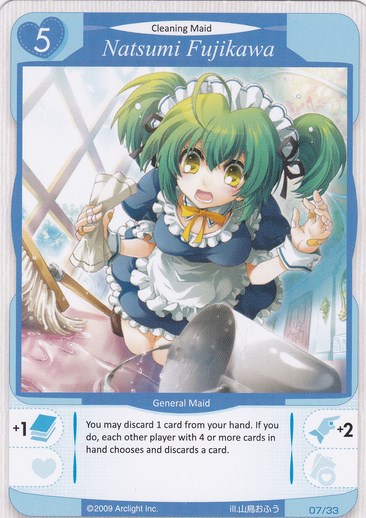 Cleaning Maid
5
Natsumi Fujikawa
General Maid
+1
You may discard 1 card from your hand. If you
do, each other player with 4 or more cards in
hand chooses and discards a card.
+2
©2009 Arclight Inc.
ill.山鳥おふう
07/33